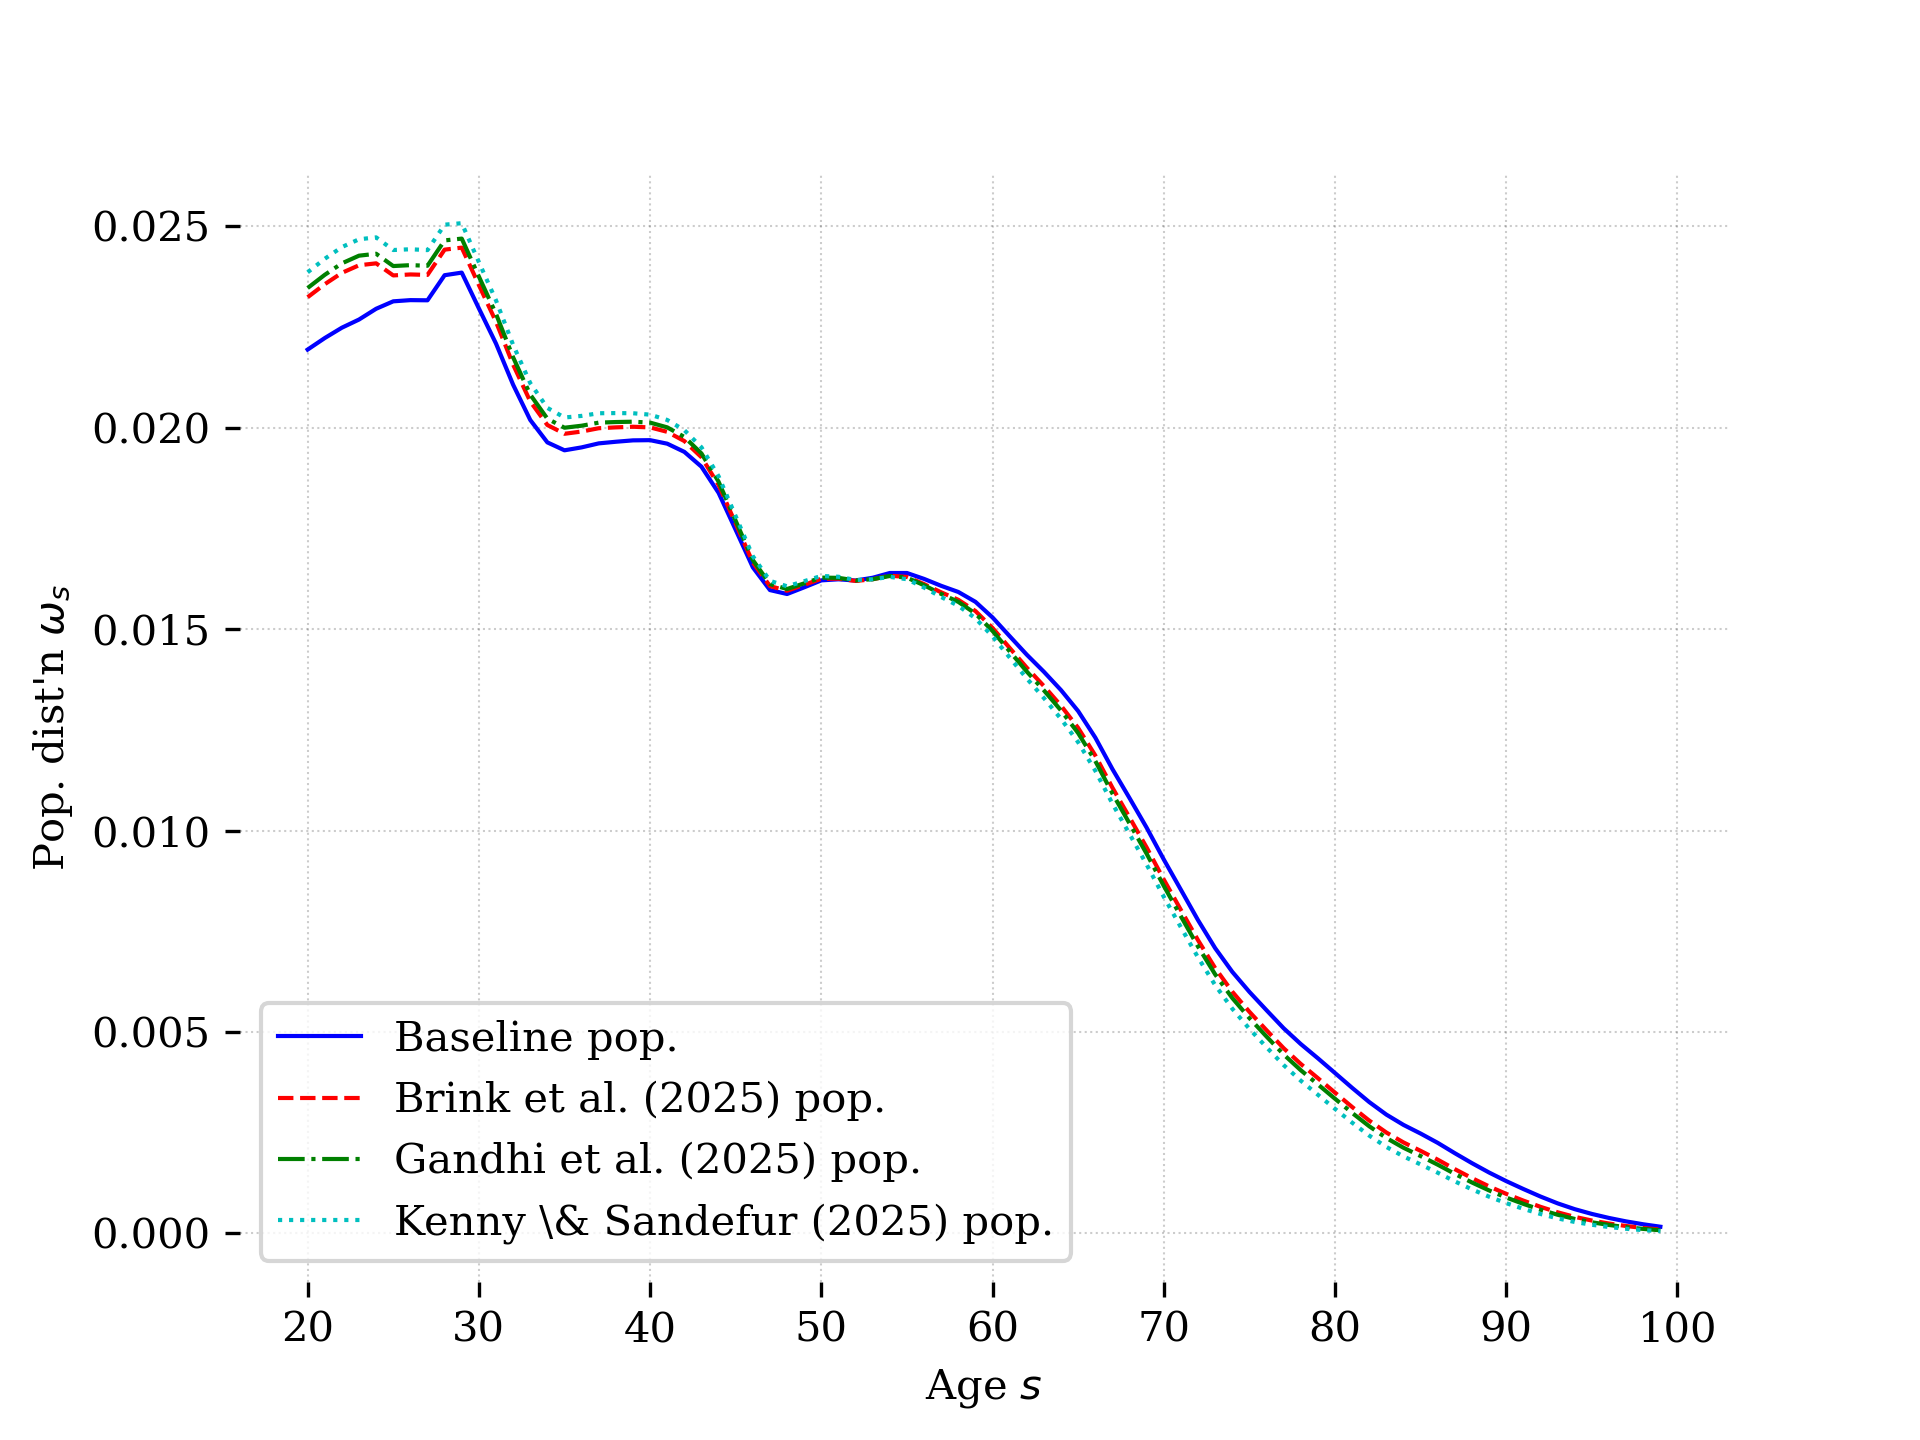 0.025
0.020
0.015
0.010
0.005
0.000
Pop. dist'n ωs
Baseline pop.
Brink et al. (2025) pop.
Gandhi et al. (2025) pop.
Kenny \& Sandefur (2025) pop.
20 30 40 50 60 70 80 90 100
Age s